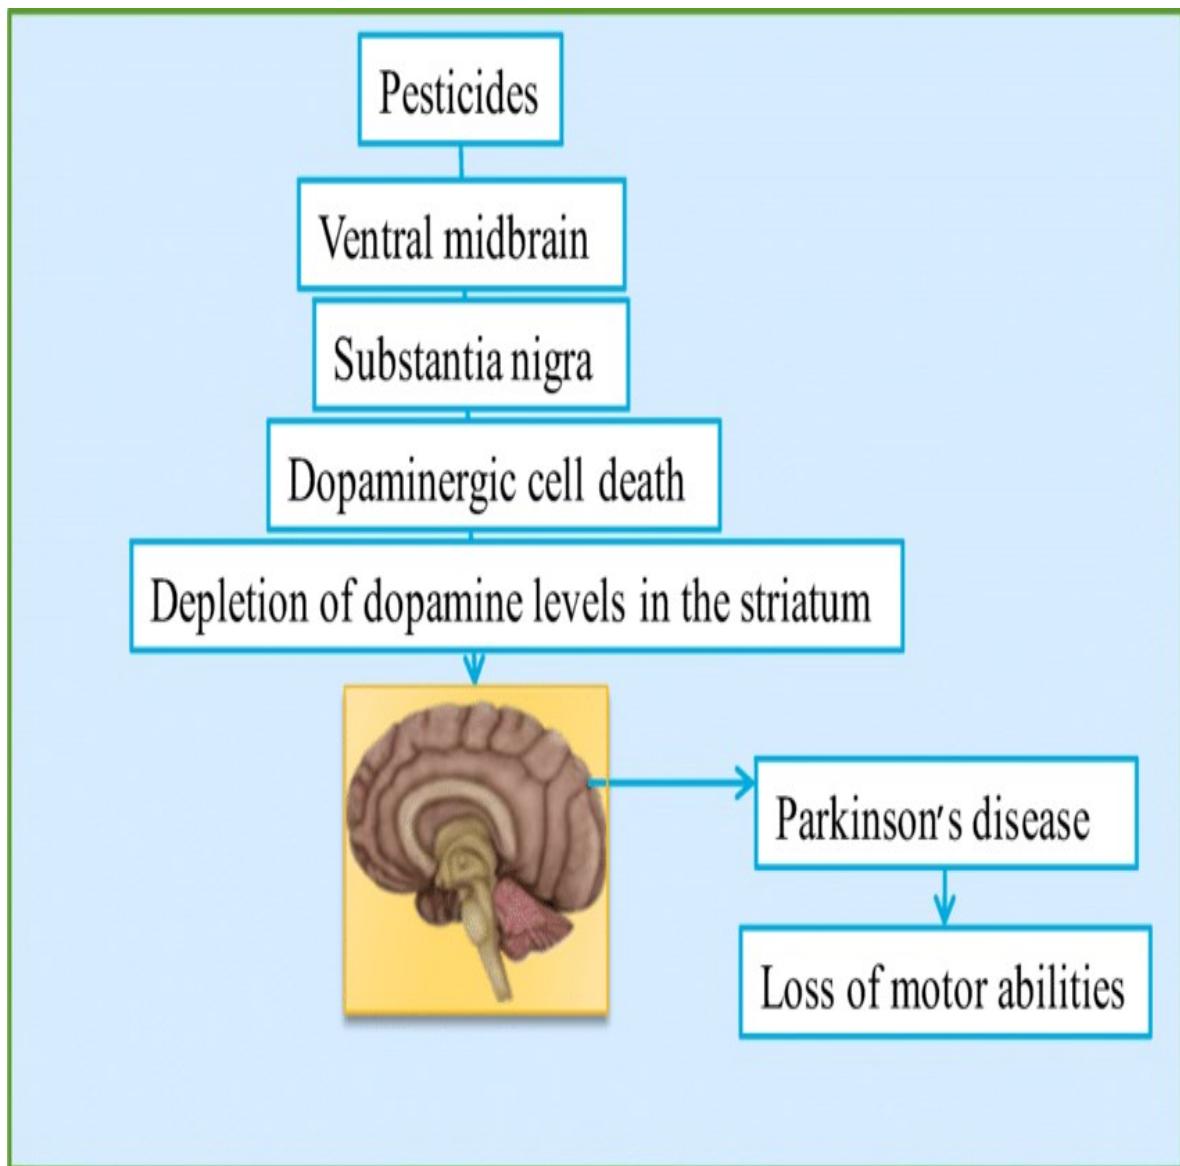 Pesticides
Ventral midbrain
Substantia nigra
Dopaminergic cell death
Depletion of dopamine levels in the striatum
Parkinson's disease
Loss of motor abilities